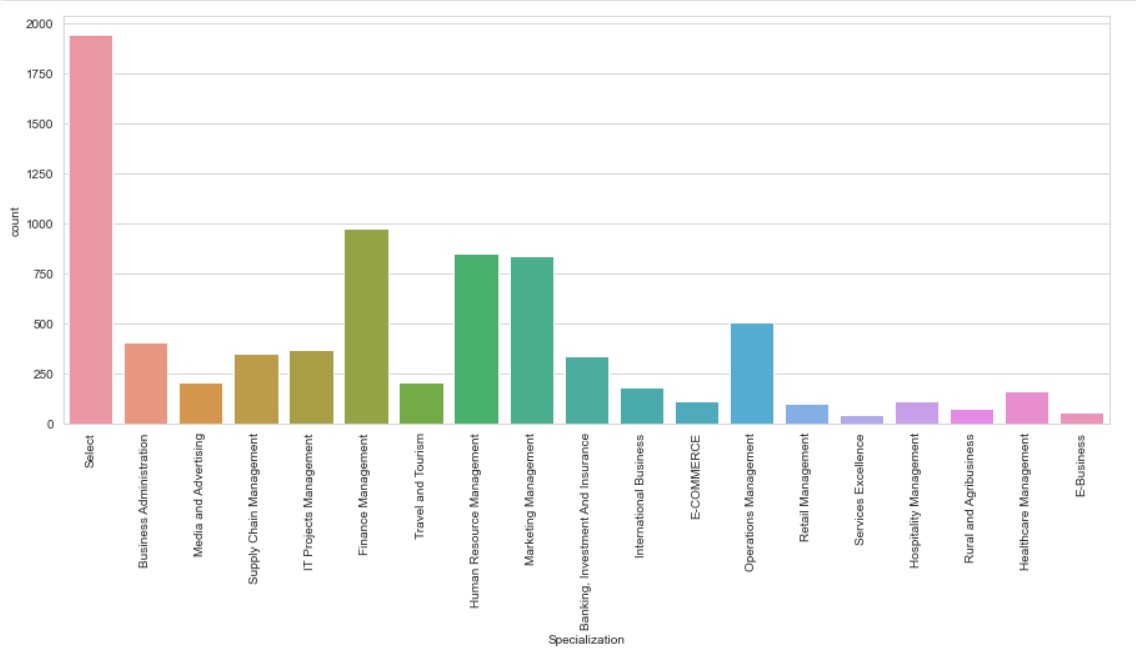 2000
1750
1500
1250
1000
750
500
250
0
count
Select
Business Administration
Media and Advertising
Supply Chain Management
IT Projects Management
Finance Management
Travel and Tourism
Human Resource Management
Marketing Management
Banking, Investment And Insurance
International Business
E-COMMERCE
Operations Management
Retail Management
Services Excellence
Hospitality Management
Rural and Agribusiness
Healthcare Management
E-Business
Specialization